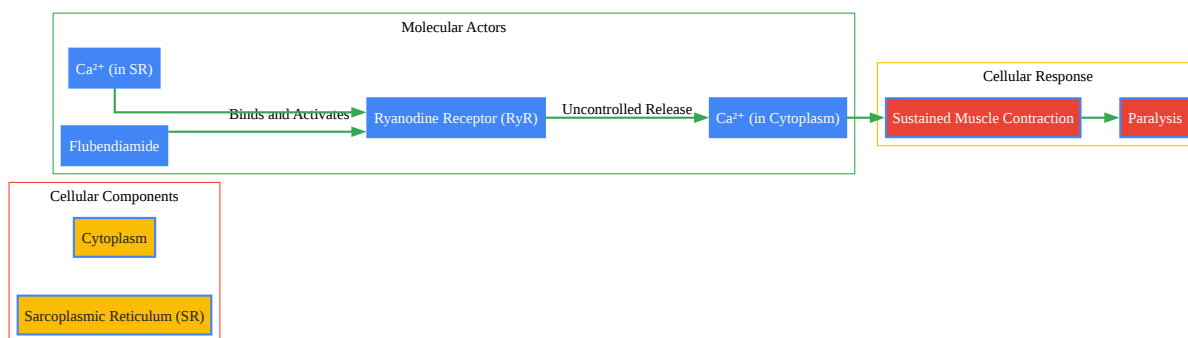 Molecular Actors
Ca²⁺ (in SR)
Flubendiamide
Binds and Activates
Ryanodine Receptor (RyR)
Uncontrolled Release
Ca²⁺ (in Cytoplasm)
Cellular Response
Sustained Muscle Contraction
Paralysis
Cellular Components
Cytoplasm
Sarcoplasmic Reticulum (SR)